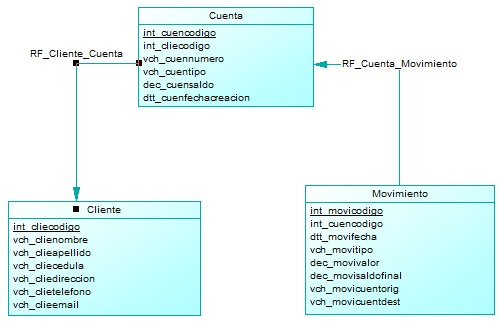 Cuenta
int_cuencodigo
int_cliecodigo
vch_cuennumero
vch_cuentipo
dec_cuensaldo
dtt_cuenfechacreacion
RF_Cliente_Cuenta
RF_Cuenta_Movimiento
Cliente
int_cliecodigo
vch_clienombre
vch_clieapellido
vch_cliecedula
vch_cliedireccion
vch_clietelefono
vch_clieemail
Movimiento
int_movicodigo
int_cuencodigo
dtt_movifecha
vch_movitipo
dec_movivalor
dec_movisaldofinal
vch_movicuentorig
vch_movicuentdest